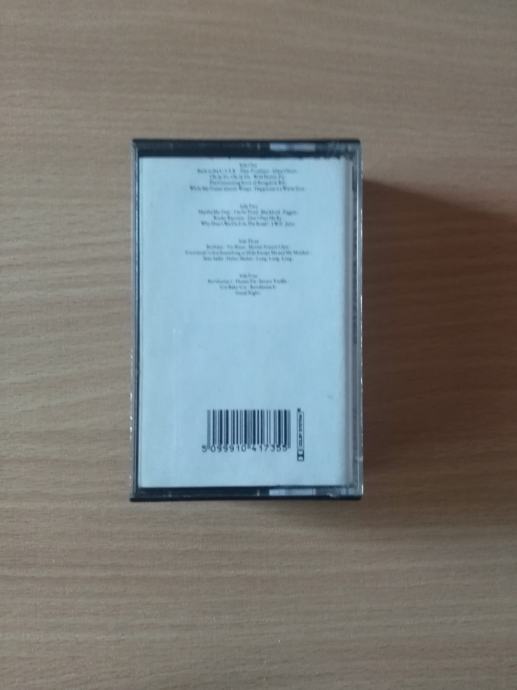 Side One
Back in the U.S.S.R. Dear Prudence Glass Onion
Ob-la-di, Ob-la-da Wild Honey Pie
The Continuing Story of Bungalow Bill
While My Guitar Gently Weeps Happiness is a Warm Gun
Side Two
Martha My Dear I'm So Tired Blackbird Piggies
Rocky Raccoon Don't Pass Me By
Why Don't We Do It In The Road? I Will Julia
Side Three
Birthday Yer Blues Mother Nature's Son
Everybody's Got Something to Hide Except Me and My Monkey
Sexy Sadie Helter Skelter Long, Long, Long
Side Four
Revolution 1 Honey Pie Savoy Truffle
Cry Baby Cry Revolution 9
Good Night
5 099910 417355
DOLBY SYSTEM